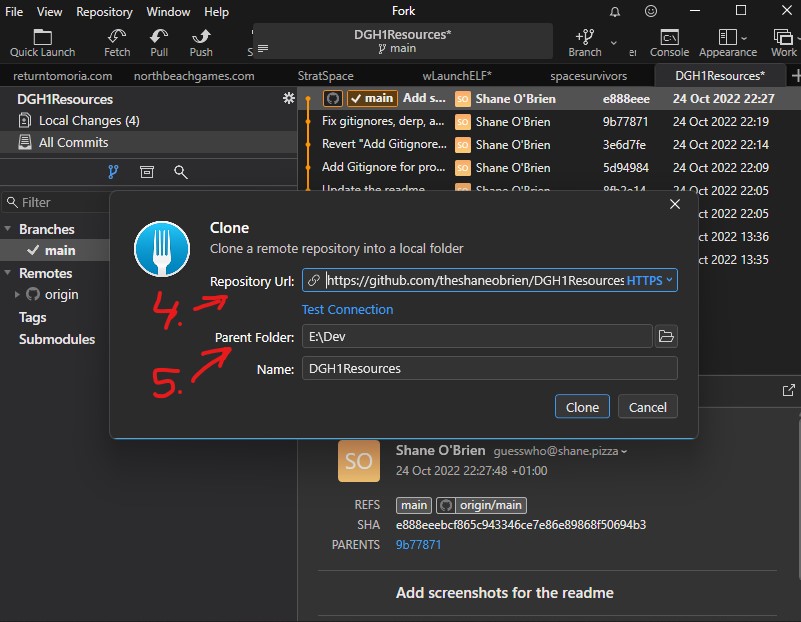 File View Repository Window Help Fork
DGH1Resources*
main
Quick Launch Fetch Pull Push Branch Console Appearance Work
returntomoria.com northbeachgames.com StratSpace wLaunchELF* spacesurvivors DGH1Resources*
DGH1Resources
Local Changes (4)
All Commits
Filter
Branches
main
Remotes
origin
Tags
Submodules
main Add s... SO Shane O'Brien e888eee 24 Oct 2022 22:27
Fix gitignores, derp, a... SO Shane O'Brien 9b77871 24 Oct 2022 22:19
Revert "Add Gitignore... SO Shane O'Brien 3e6d7fe 24 Oct 2022 22:14
Add Gitignore for pro... SO Shane O'Brien 5d94984 24 Oct 2022 22:09
Update the readme SO Shane O'Brien 8fb2e14 24 Oct 2022 22:05
ct 2022 22:05
ct 2022 13:36
ct 2022 13:35
Clone
Clone a remote repository into a local folder
Repository Url: https://github.com/theshaneobrien/DGH1Resources HTTPS
4.
Test Connection
Parent Folder: E:\Dev
5.
Name: DGH1Resources
Clone Cancel
SO
Shane O'Brien guesswho@shane.pizza
24 Oct 2022 22:27:48 +01:00
REFS main origin/main
SHA e888eeebcf865c943346ce7e86e89868f50694b3
PARENTS 9b77871
Add screenshots for the readme